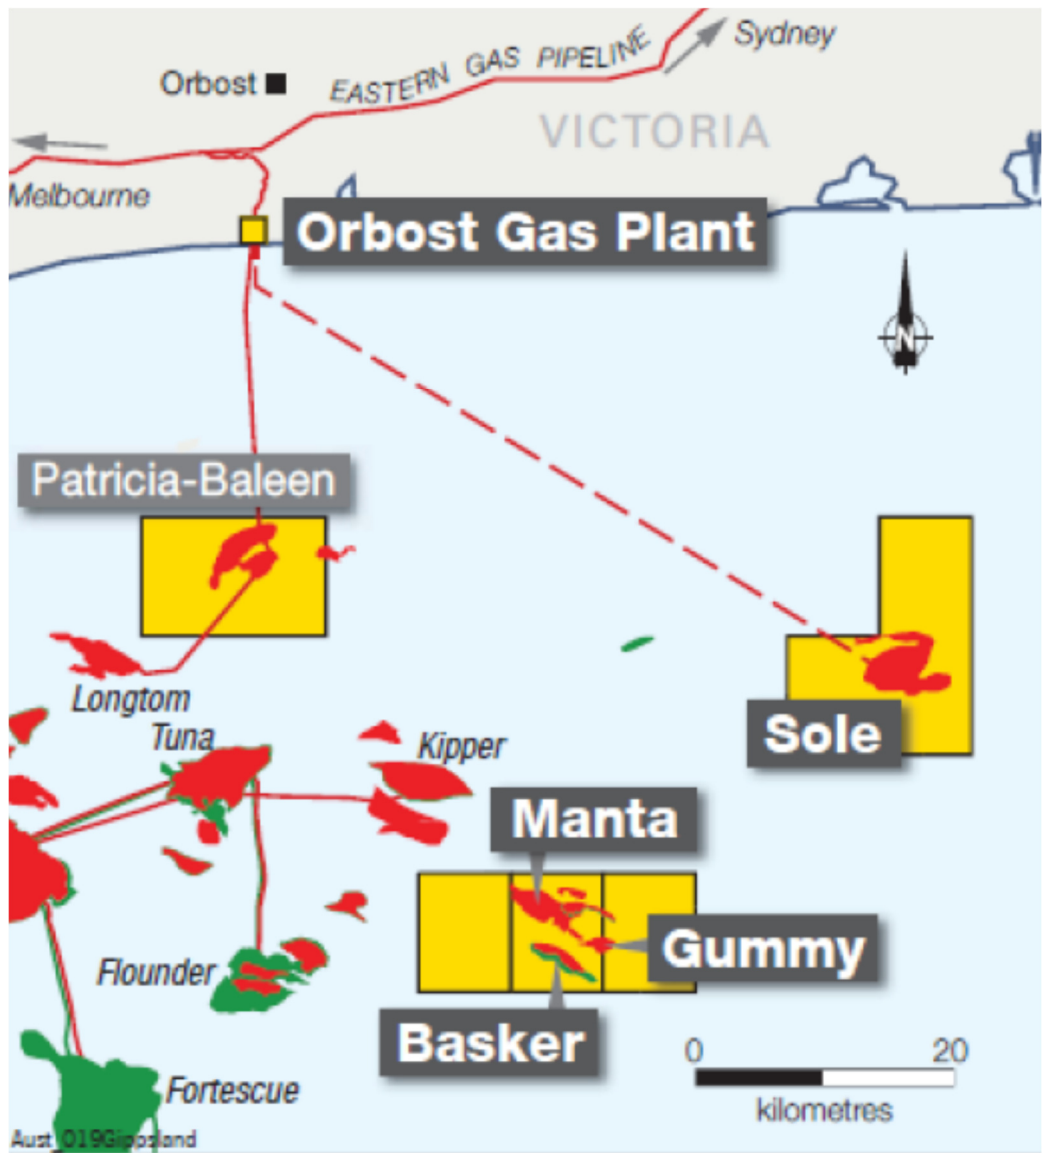 Sydney
EASTERN GAS PIPELINE
Orbost
VICTORIA
Melbourne
Orbost Gas Plant
N
Patricia-Baleen
Longtom
Sole
Tuna
Kipper
Manta
Gummy
Flounder
Basker
0 20
kilometres
Fortescue
Aust_019Gippsland